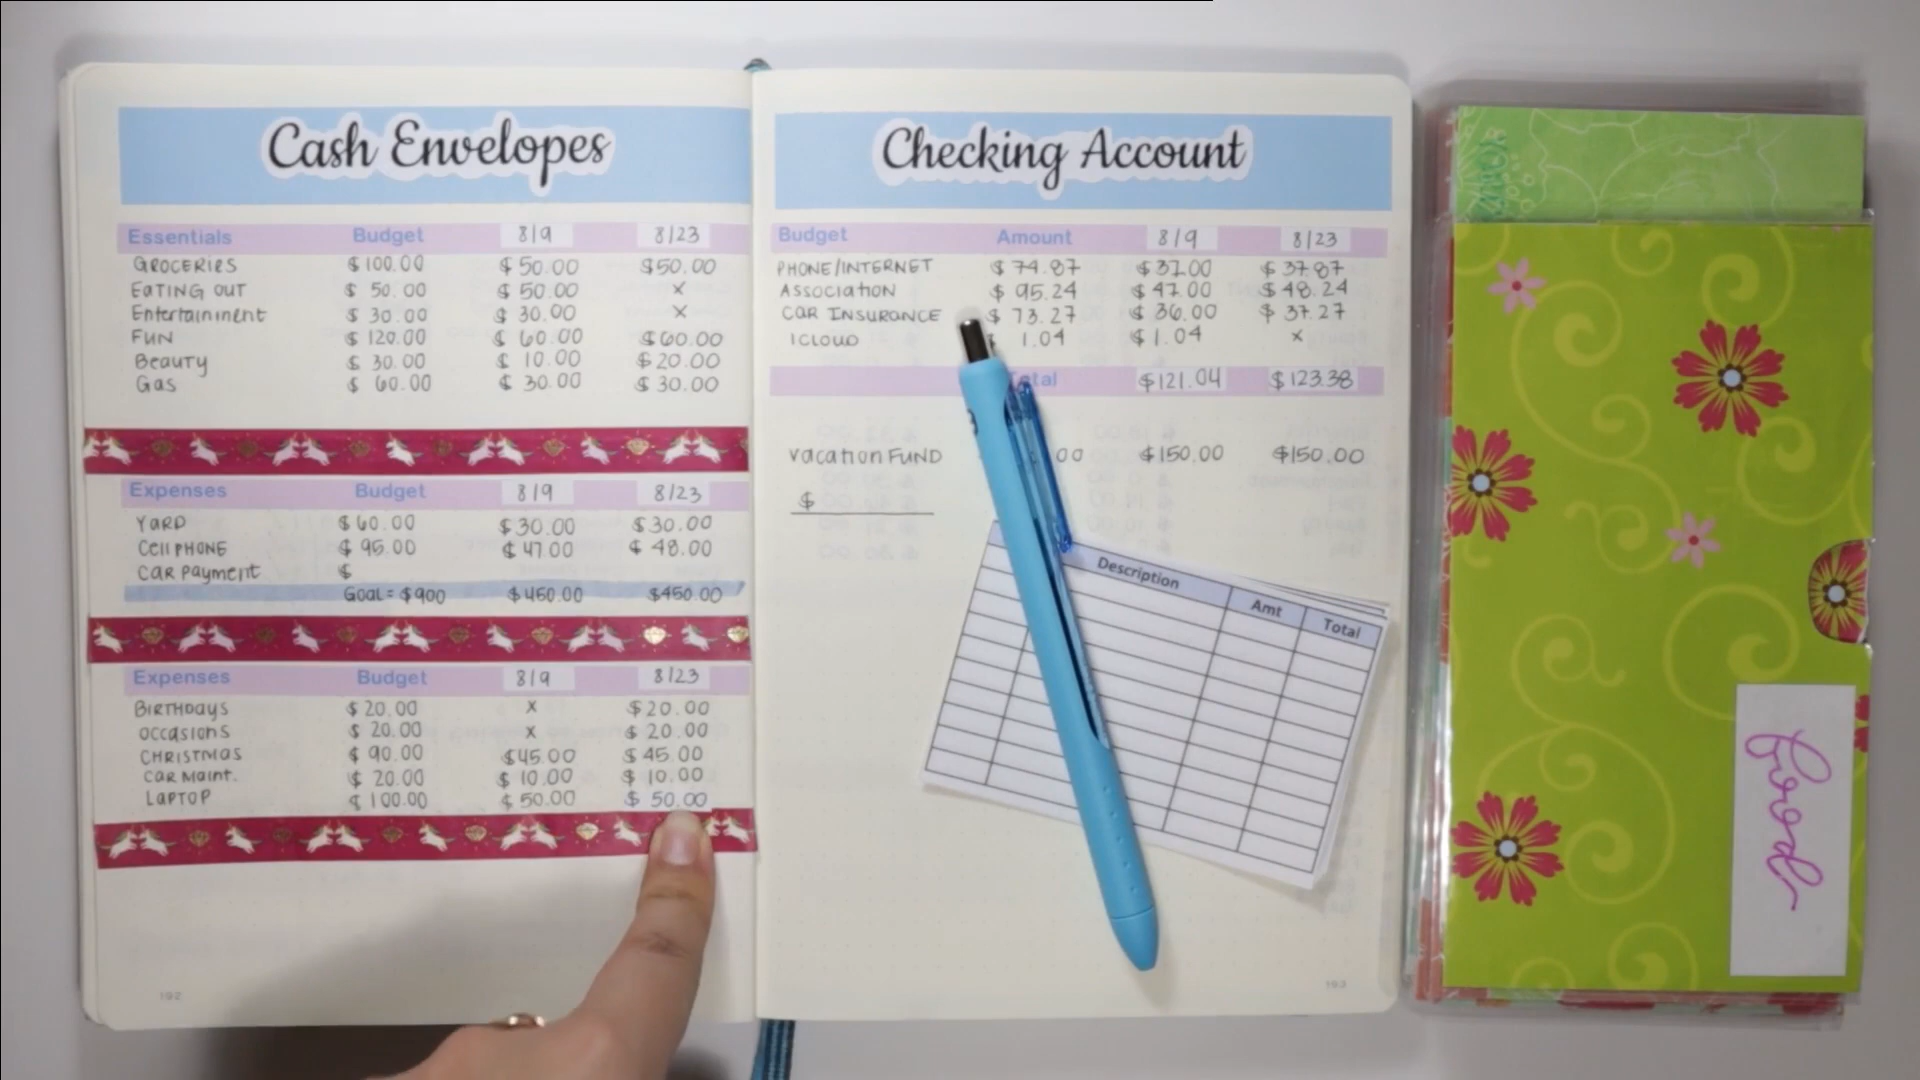 Cash Envelopes
Essentials Budget 8/9 8/23
GROCERIES $100.00 $50.00 $50.00
EATING OUT $ 50.00 $50.00 x
Entertainment $ 30.00 $30.00 x
FUN $120.00 $60.00 $60.00
Beauty $ 30.00 $10.00 $20.00
Gas $ 60.00 $30.00 $30.00
Expenses Budget 8/9 8/23
YARD $60.00 $30.00 $30.00
Cell PHONE $ 95.00 $47.00 $48.00
CAR Payment $
GOAL = $900 $450.00 $450.00
Expenses Budget 8/9 8/23
BIRTHDAYS $20.00 x $20.00
OCCASIONS $20.00 x $20.00
CHRISTMAS $90.00 $45.00 $45.00
CAR MAINT. $20.00 $10.00 $10.00
LAPTOP $100.00 $50.00 $50.00
192
Checking Account
Budget Amount 8/9 8/23
PHONE/INTERNET $74.87 $37.00 $37.87
ASSOCIATION $95.24 $47.00 $48.24
CAR INSURANCE $73.27 $36.00 $37.27
ICLOUD 1.04 $1.04 x
$121.04 $123.38
VACATION FUND 00 $150.00 $150.00
$
Description Amt Total
193
food